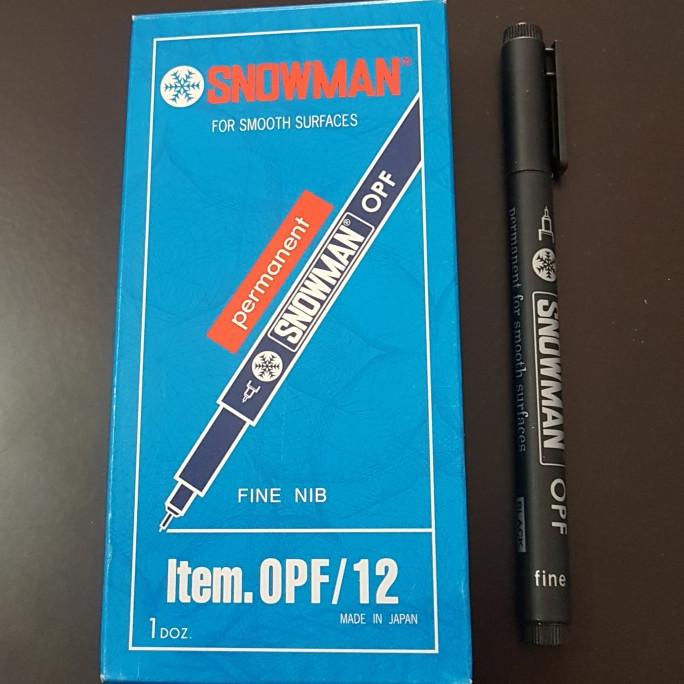 SNOWMAN®
FOR SMOOTH SURFACES
permanent
SNOWMAN® OPF
FINE NIB
Item. OPF/12
1 DOZ.
MADE IN JAPAN
permanent for smooth surfaces
BLACK
SNOWMAN OPF
fine